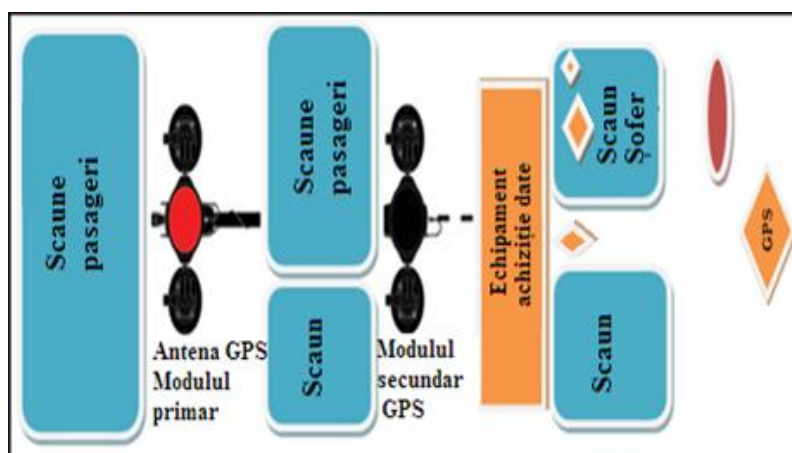 Scaune
pasageri
Antena GPS
Modulul
primar
Scaune
pasageri
Scaun
Modulul
secundar
GPS
Echipament
achiziție date
Scaun
Șofer
Scaun
GPS